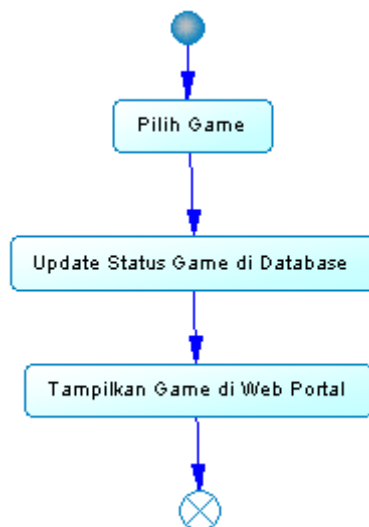 Pilih Game
Update Status Game di Database
Tampilkan Game di Web Portal